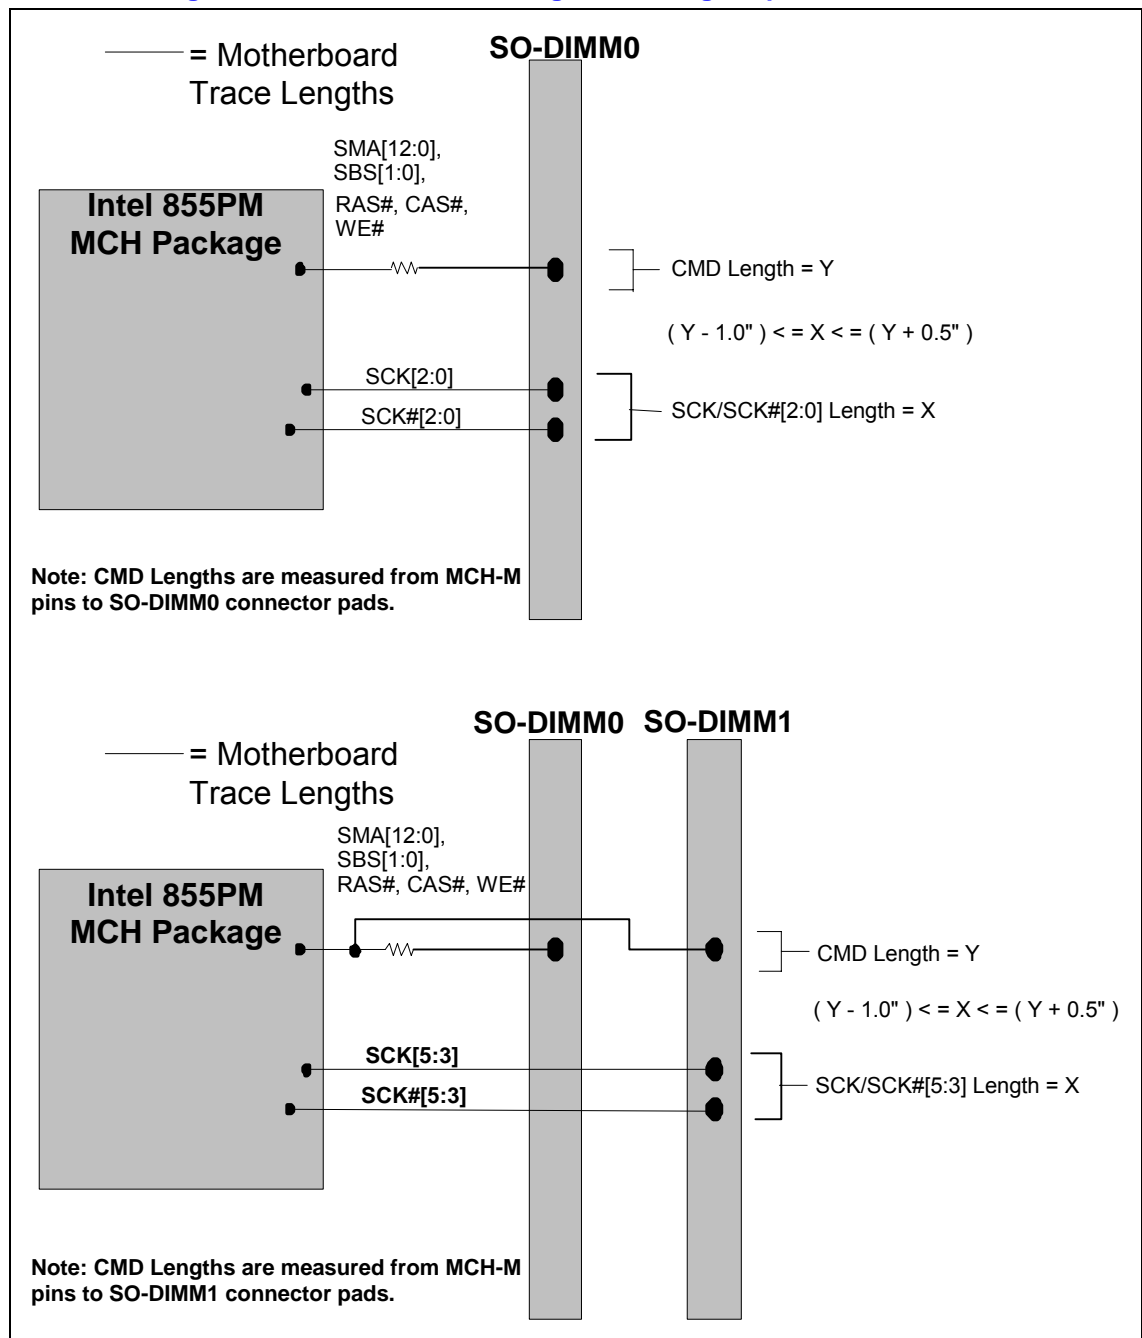 SO-DIMM0
= Motherboard
Trace Lengths
SMA[12:0],
SBS[1:0],
RAS#, CAS#,
WE#
Intel 855PM
MCH Package
CMD Length = Y
( Y - 1.0" ) < = X < = ( Y + 0.5" )
SCK[2:0]
SCK/SCK#[2:0] Length = X
SCK#[2:0]
Note: CMD Lengths are measured from MCH-M
pins to SO-DIMM0 connector pads.
SO-DIMM0 SO-DIMM1
= Motherboard
Trace Lengths
SMA[12:0],
SBS[1:0],
RAS#, CAS#, WE#
Intel 855PM
MCH Package
CMD Length = Y
( Y - 1.0" ) < = X < = ( Y + 0.5" )
SCK[5:3]
SCK/SCK#[5:3] Length = X
SCK#[5:3]
Note: CMD Lengths are measured from MCH-M
pins to SO-DIMM1 connector pads.